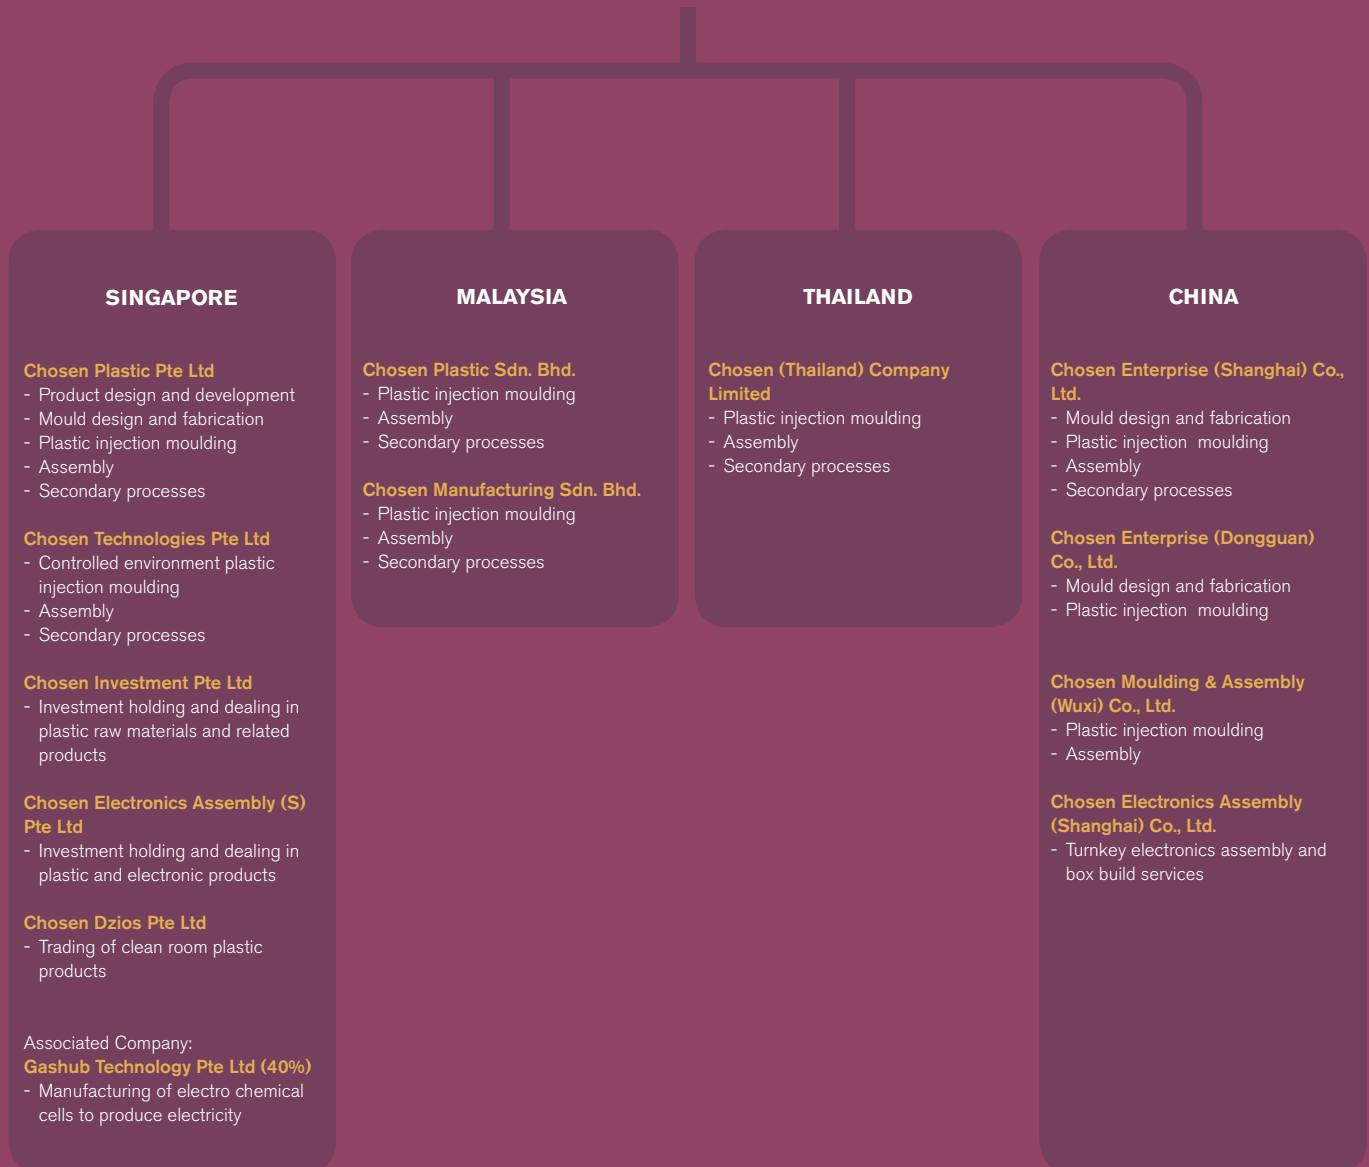 SINGAPORE
Chosen Plastic Pte Ltd
- Product design and development
- Mould design and fabrication
- Plastic injection moulding
- Assembly
- Secondary processes
Chosen Technologies Pte Ltd
- Controlled environment plastic
injection moulding
- Assembly
- Secondary processes
Chosen Investment Pte Ltd
- Investment holding and dealing in
plastic raw materials and related
products
Chosen Electronics Assembly (S)
Pte Ltd
- Investment holding and dealing in
plastic and electronic products
Chosen Dzios Pte Ltd
- Trading of clean room plastic
products
Associated Company:
Gashub Technology Pte Ltd (40%)
- Manufacturing of electro chemical
cells to produce electricity
MALAYSIA
Chosen Plastic Sdn. Bhd.
- Plastic injection moulding
- Assembly
- Secondary processes
Chosen Manufacturing Sdn. Bhd.
- Plastic injection moulding
- Assembly
- Secondary processes
THAILAND
Chosen (Thailand) Company
Limited
- Plastic injection moulding
- Assembly
- Secondary processes
CHINA
Chosen Enterprise (Shanghai) Co.,
Ltd.
- Mould design and fabrication
- Plastic injection moulding
- Assembly
- Secondary processes
Chosen Enterprise (Dongguan)
Co., Ltd.
- Mould design and fabrication
- Plastic injection moulding
Chosen Moulding & Assembly
(Wuxi) Co., Ltd.
- Plastic injection moulding
- Assembly
Chosen Electronics Assembly
(Shanghai) Co., Ltd.
- Turnkey electronics assembly and
box build services